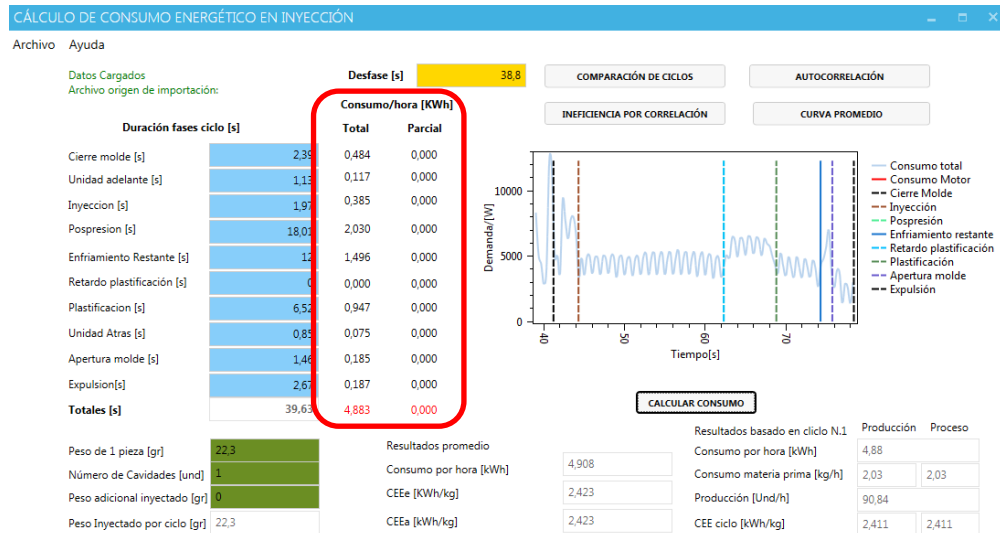 CÁLCULO DE CONSUMO ENERGÉTICO EN INYECCIÓN
Archivo Ayuda
Datos Cargados
Archivo origen de importación:
Desfase [s] 38,8
COMPARACIÓN DE CICLOS AUTOCORRELACIÓN
INEFICIENCIA POR CORRELACIÓN CURVA PROMEDIO
Consumo/hora [KWh]
Duración fases ciclo [s] Total Parcial
Cierre molde [s] 2,39 0,484 0,000
Unidad adelante [s] 1,13 0,117 0,000
Inyeccion [s] 1,97 0,385 0,000
Pospresion [s] 18,01 2,030 0,000
Enfriamiento Restante [s] 12 1,496 0,000
Retardo plastificación [s] 0 0,000 0,000
Plastificacion [s] 6,52 0,947 0,000
Unidad Atras [s] 0,85 0,075 0,000
Apertura molde [s] 1,46 0,185 0,000
Expulsion[s] 2,67 0,187 0,000
Totales [s] 39,63 4,883 0,000
Demanda/[W]
10000
5000
0
40 50 60 70
Tiempo[s]
Consumo total
Consumo Motor
Cierre Molde
Inyección
Pospresión
Enfriamiento restante
Retardo plastificación
Plastificación
Apertura molde
Expulsión
CALCULAR CONSUMO
Peso de 1 pieza [gr] 22,3
Número de Cavidades [und] 1
Peso adicional inyectado [gr] 0
Peso Inyectado por ciclo [gr] 22,3
Resultados promedio
Consumo por hora [kWh] 4,908
CEEe [KWh/kg] 2,423
CEEa [kWh/kg] 2,423
Resultados basado en cliclo N.1 Producción Proceso
Consumo por hora [kWh] 4,88
Consumo materia prima [kg/h] 2,03 2,03
Producción [Und/h] 90,84
CEE ciclo [kWh/kg] 2,411 2,411